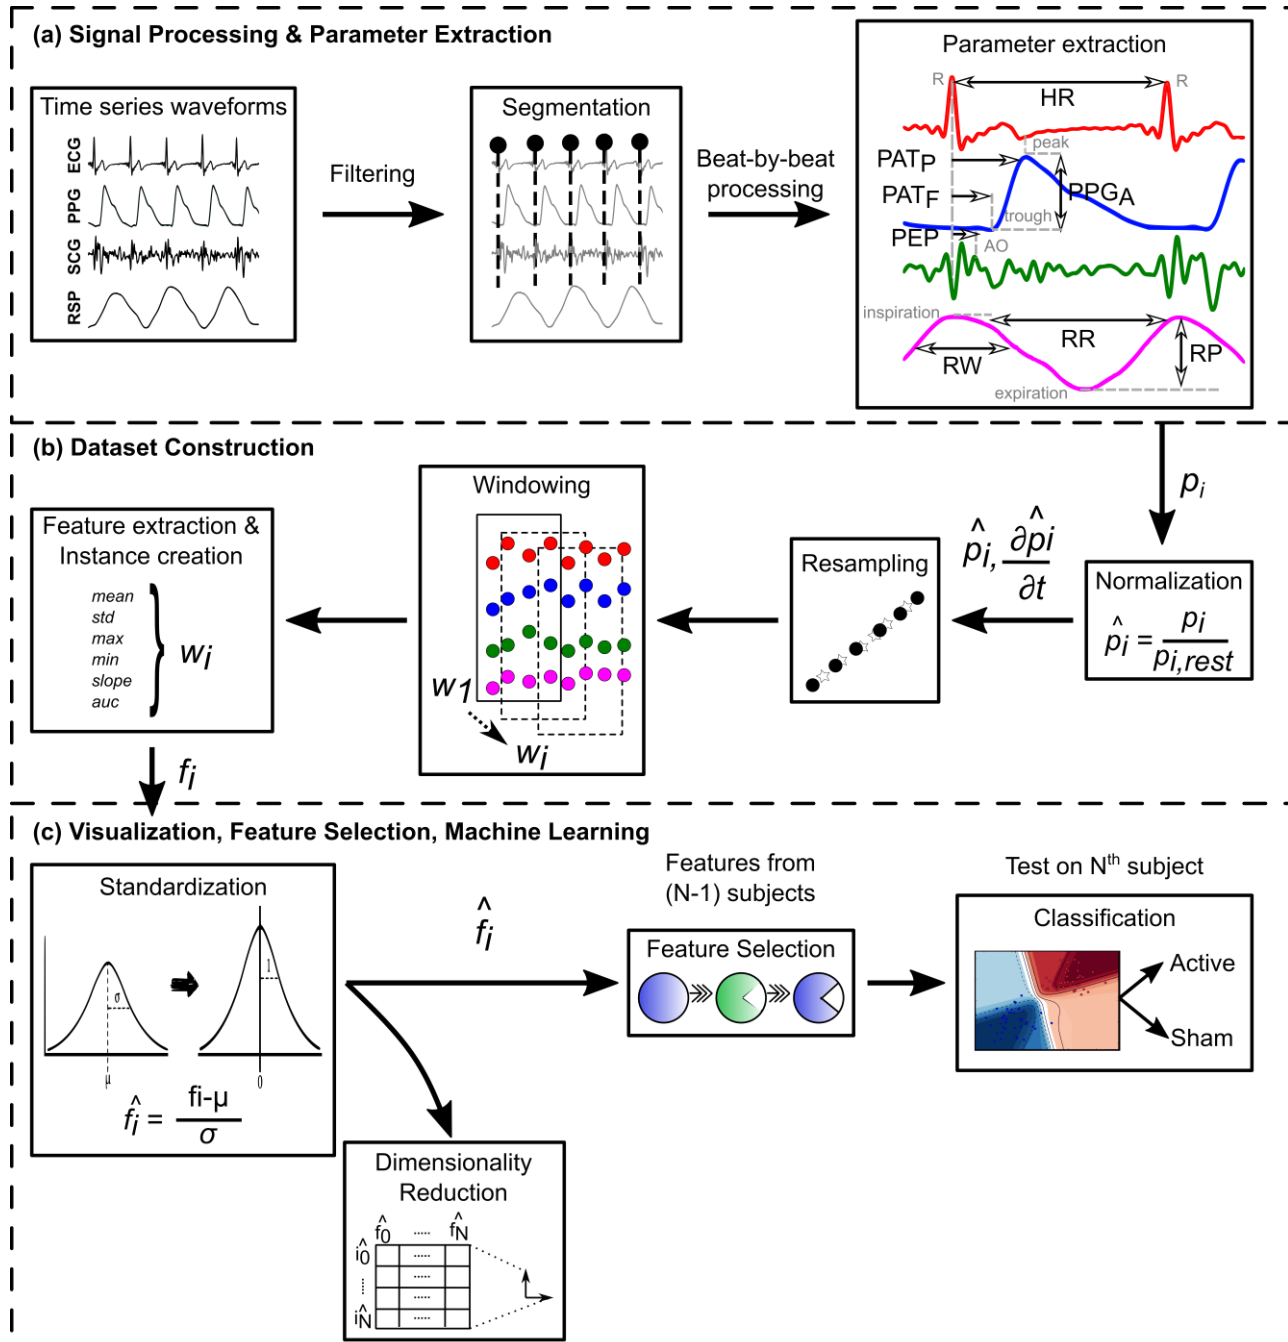 (a) Signal Processing & Parameter Extraction
Time series waveforms
ECG
PPG
SCG
RSP
Filtering
Segmentation
Beat-by-beat
processing
Parameter extraction
R
R
HR
peak
PATP
PATF
PPGA
trough
PEP
AO
inspiration
RR
RW
RP
expiration
(b) Dataset Construction
pi
Normalization
p̂i = pi / pi,rest
p̂i, ∂p̂i / ∂t
Resampling
Windowing
w1
wi
Feature extraction &
Instance creation
mean
std
max
min
slope
auc
wi
fi
(c) Visualization, Feature Selection, Machine Learning
Standardization
σ
1
μ
0
f̂i = fi-μ / σ
f̂i
Features from
(N-1) subjects
Feature Selection
Test on Nth subject
Classification
Active
Sham
Dimensionality
Reduction
f̂0 ..... f̂N
î0 .....
.....
.....
îN .....